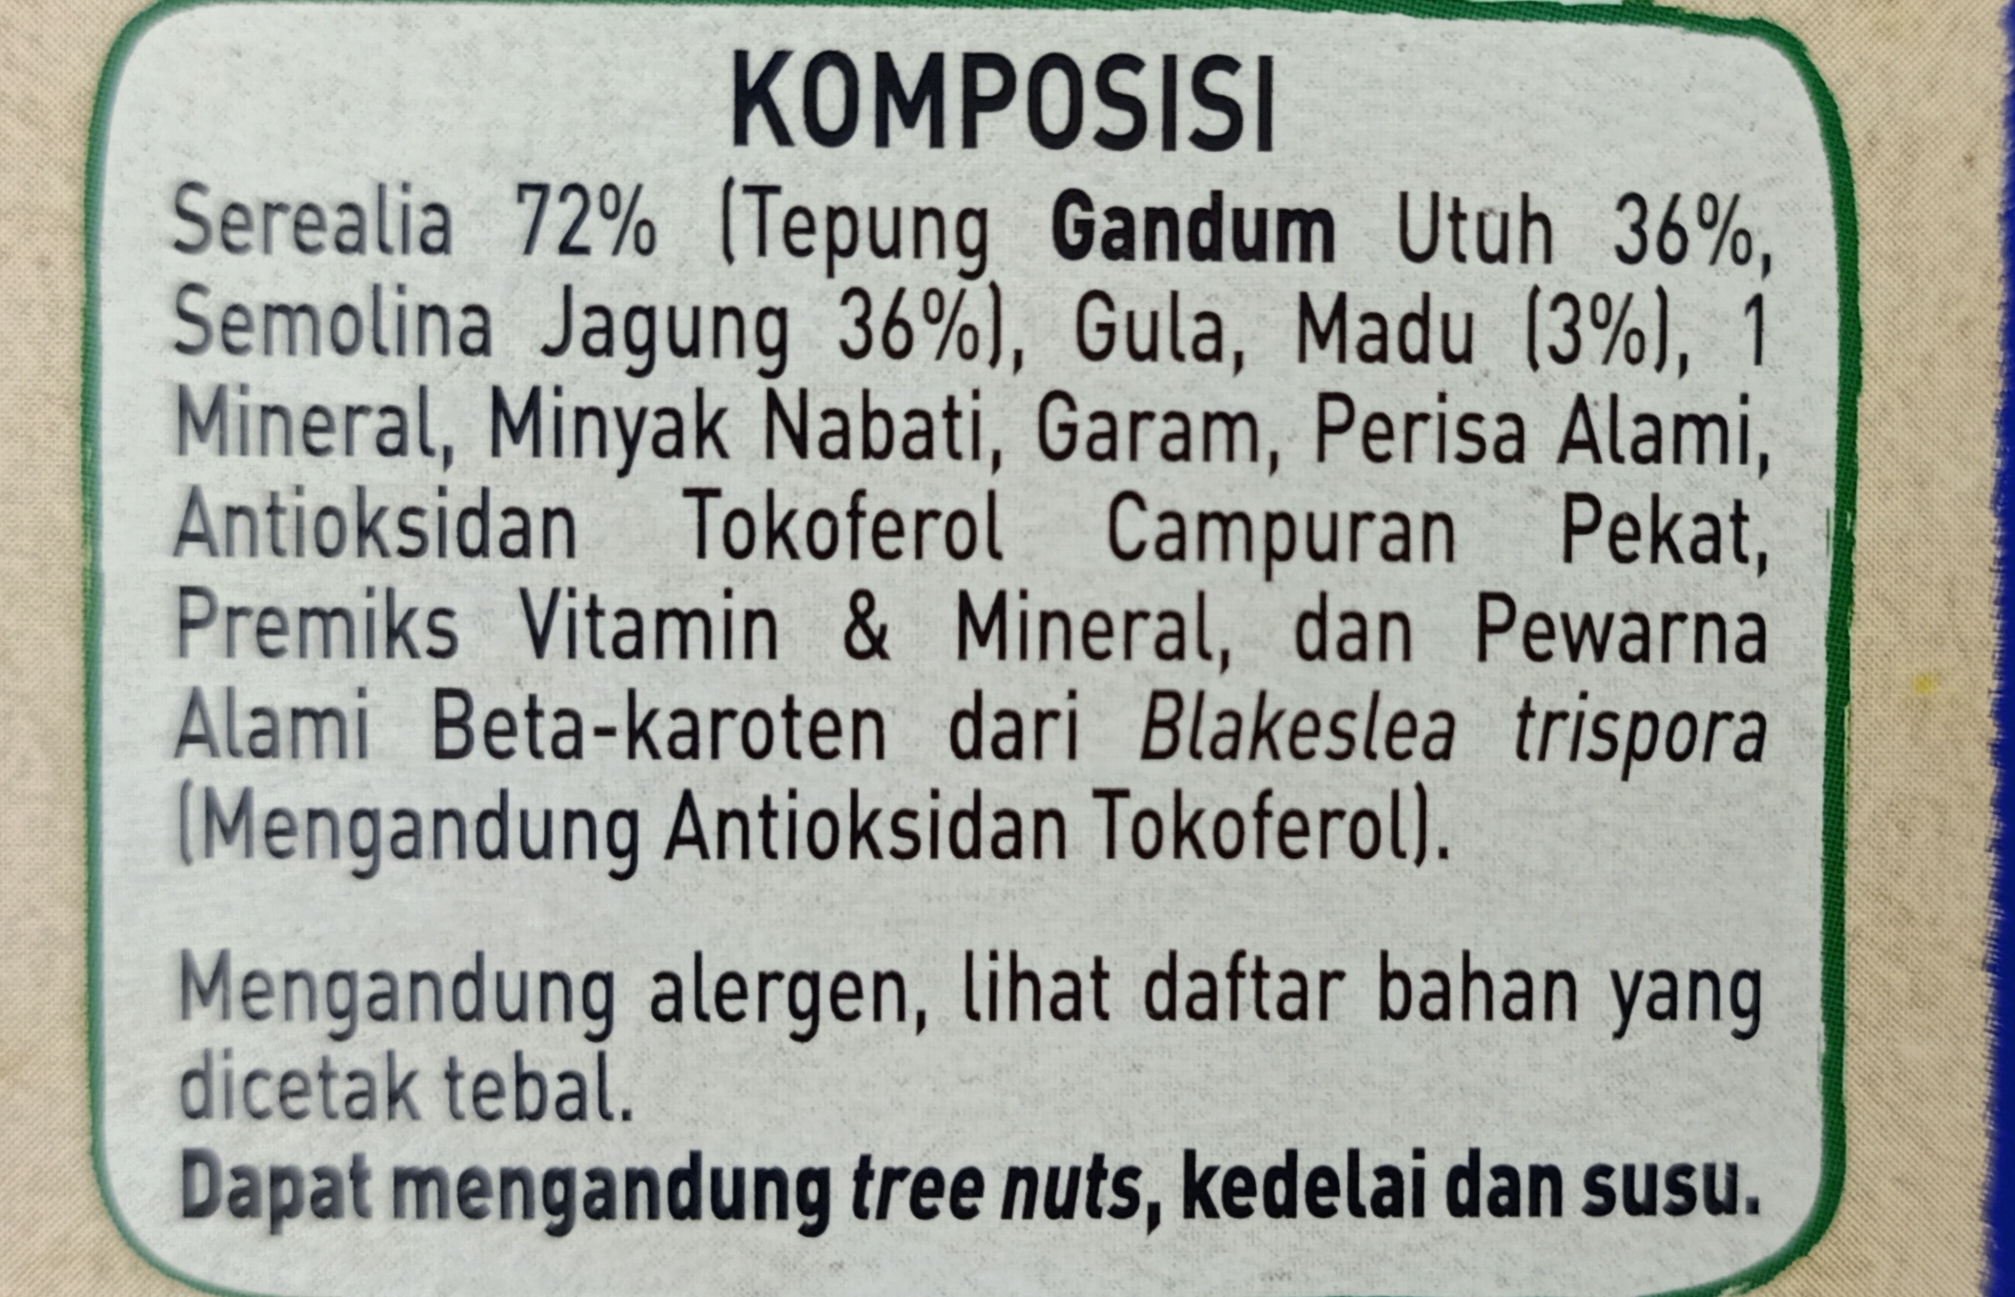 KOMPOSISI
Serealia 72% (Tepung Gandum Utuh 36%,
Semolina Jagung 36%), Gula, Madu (3%), 1
Mineral, Minyak Nabati, Garam, Perisa Alami,
Antioksidan Tokoferol Campuran Pekat,
Premiks Vitamin & Mineral, dan Pewarna
Alami Beta-karoten dari Blakeslea trispora
(Mengandung Antioksidan Tokoferol).
Mengandung alergen, lihat daftar bahan yang
dicetak tebal.
Dapat mengandung tree nuts, kedelai dan susu.